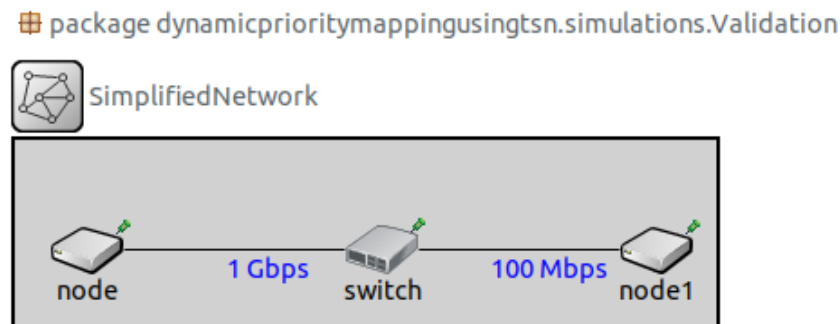 package dynamicprioritymappingusingtsn.simulations.Validation
SimplifiedNetwork
1 Gbps
100 Mbps
node
switch
node1